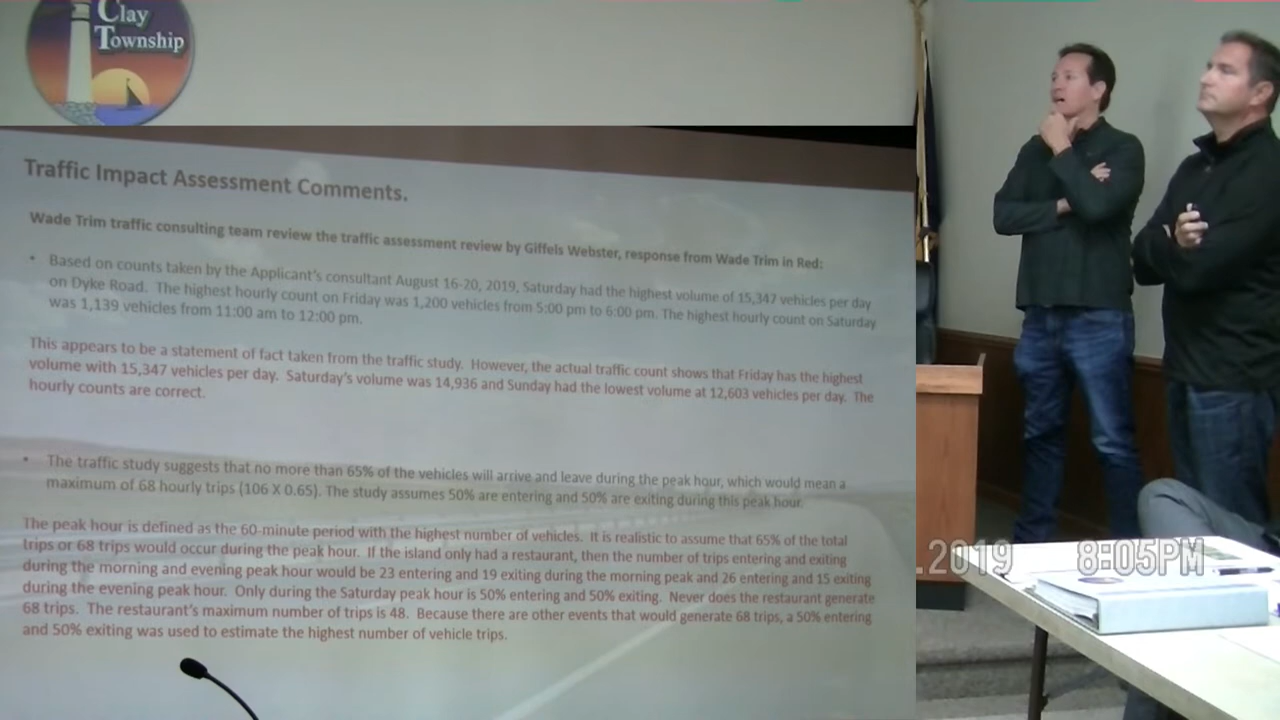 Clay
Township
Traffic Impact Assessment Comments.
Wade Trim traffic consulting team review the traffic assessment review by Giffels Webster, response from Wade Trim in Red:
• Based on counts taken by the Applicant's consultant August 16-20, 2019, Saturday had the highest volume of 15,347 vehicles per day
on Dyke Road. The highest hourly count on Friday was 1,200 vehicles from 5:00 pm to 6:00 pm. The highest hourly count on Saturday
was 1,139 vehicles from 11:00 am to 12:00 pm.
This appears to be a statement of fact taken from the traffic study. However, the actual traffic count shows that Friday has the highest
volume with 15,347 vehicles per day. Saturday's volume was 14,936 and Sunday had the lowest volume at 12,603 vehicles per day. The
hourly counts are correct.
• The traffic study suggests that no more than 65% of the vehicles will arrive and leave during the peak hour, which would mean a
maximum of 68 hourly trips (106 X 0.65). The study assumes 50% are entering and 50% are exiting during this peak hour.
The peak hour is defined as the 60-minute period with the highest number of vehicles. It is realistic to assume that 65% of the total
trips or 68 trips would occur during the peak hour. If the island only had a restaurant, then the number of trips entering and exiting
during the morning and evening peak hour would be 23 entering and 19 exiting during the morning peak and 26 entering and 15 exiting
during the evening peak hour. Only during the Saturday peak hour is 50% entering and 50% exiting. Never does the restaurant generate
68 trips. The restaurant's maximum number of trips is 48. Because there are other events that would generate 68 trips, a 50% entering
and 50% exiting was used to estimate the highest number of vehicle trips.
.2019 8:05PM